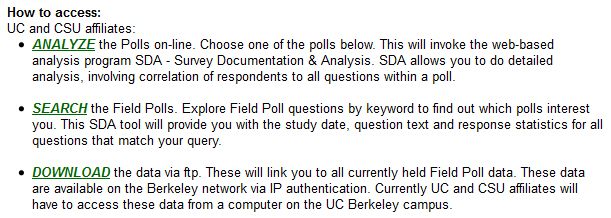 How to access:
UC and CSU affiliates:
• ANALYZE the Polls on-line. Choose one of the polls below. This will invoke the web-based
analysis program SDA - Survey Documentation & Analysis. SDA allows you to do detailed
analysis, involving correlation of respondents to all questions within a poll.
• SEARCH the Field Polls. Explore Field Poll questions by keyword to find out which polls interest
you. This SDA tool will provide you with the study date, question text and response statistics for all
questions that match your query.
• DOWNLOAD the data via ftp. These will link you to all currently held Field Poll data. These data
are available on the Berkeley network via IP authentication. Currently UC and CSU affiliates will
have to access these data from a computer on the UC Berkeley campus.